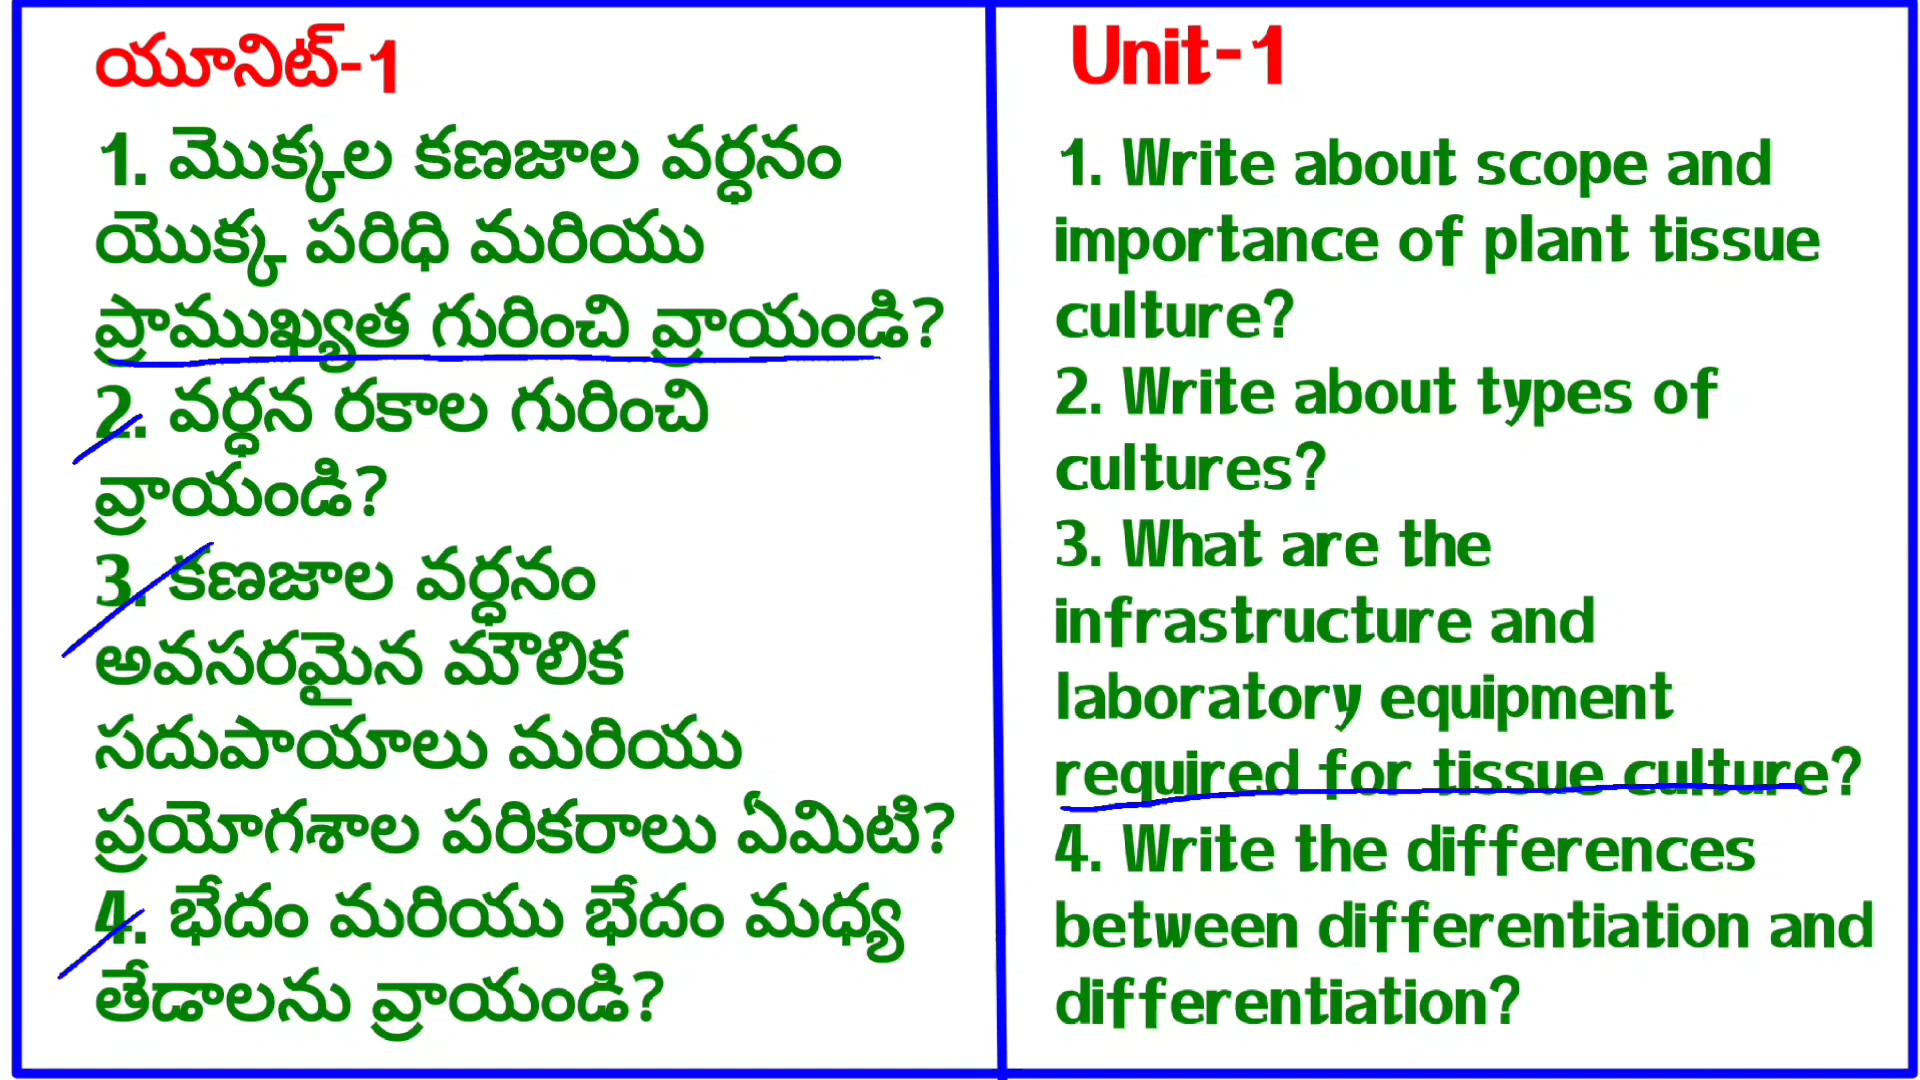 యూనిట్-1
1. మొక్కల కణజాల వర్ధనం
యొక్క పరిధి మరియు
ప్రాముఖ్యత గురించి వ్రాయండి?
2. వర్ధన రకాల గురించి
వ్రాయండి?
3. కణజాల వర్ధనం
అవసరమైన మౌలిక
సదుపాయాలు మరియు
ప్రయోగశాల పరికరాలు ఏమిటి?
4. భేదం మరియు భేదం మధ్య
తేడాలను వ్రాయండి?
Unit-1
1. Write about scope and
importance of plant tissue
culture?
2. Write about types of
cultures?
3. What are the
infrastructure and
laboratory equipment
required for tissue culture?
4. Write the differences
between differentiation and
differentiation?